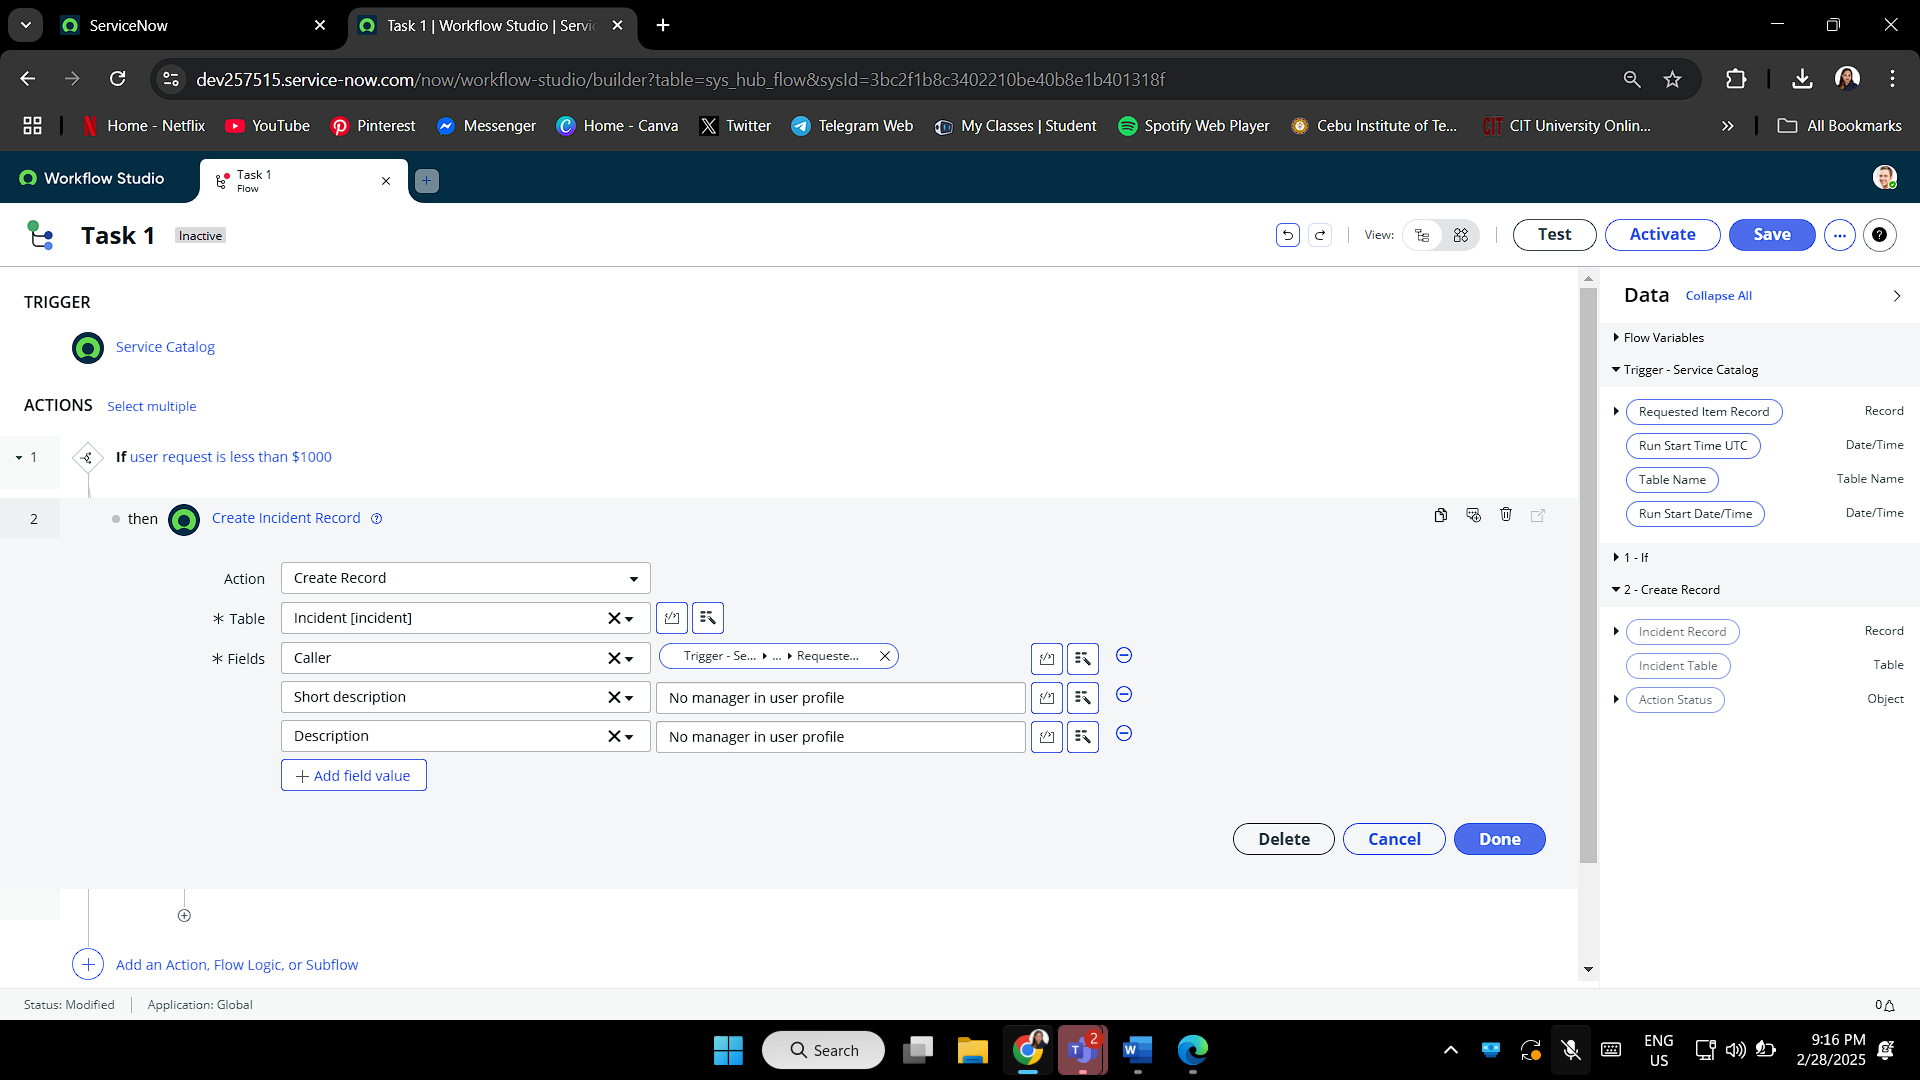 ServiceNow
Task 1 | Workflow Studio | Servic
dev257515.service-now.com/now/workflow-studio/builder?table=sys_hub_flow&sysId=3bc2f1b8c3402210be40b8e1b401318f
Home - Netflix
YouTube
Pinterest
Messenger
Home - Canva
Twitter
Telegram Web
My Classes | Student
Spotify Web Player
Cebu Institute of Te...
CIT University Onlin...
All Bookmarks
Workflow Studio
Task 1
Flow
Task 1
Inactive
View:
Test
Activate
Save
TRIGGER
Service Catalog
ACTIONS
Select multiple
1
If user request is less than $1000
2
then
Create Incident Record
Action
Create Record
* Table
Incident [incident]
* Fields
Caller
Trigger - Se... ▸ ... ▸ Requeste...
Short description
No manager in user profile
Description
No manager in user profile
+ Add field value
Delete
Cancel
Done
Add an Action, Flow Logic, or Subflow
Data
Collapse All
Flow Variables
Trigger - Service Catalog
Requested Item Record
Record
Run Start Time UTC
Date/Time
Table Name
Table Name
Run Start Date/Time
Date/Time
1 - If
2 - Create Record
Incident Record
Record
Incident Table
Table
Action Status
Object
Status: Modified
Application: Global
0
Search
2
ENG
US
9:16 PM
2/28/2025